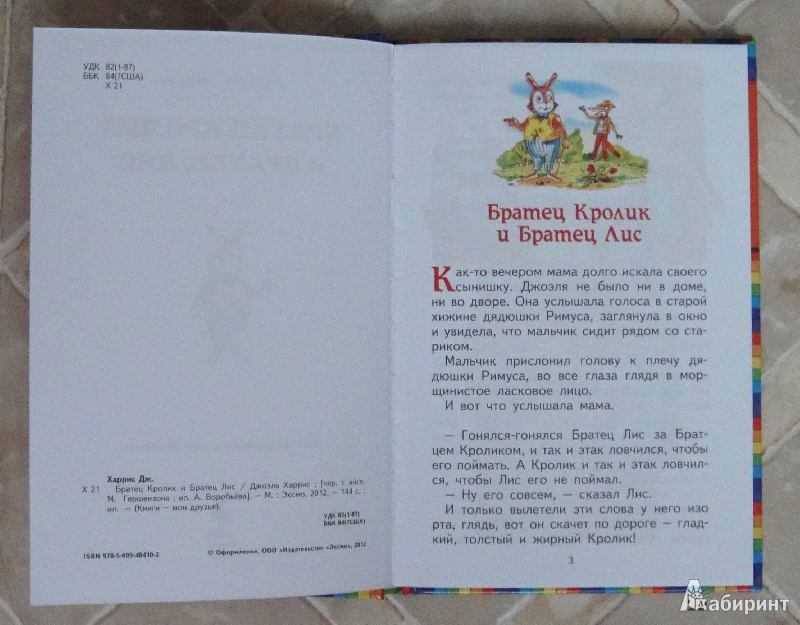 УДК 82(1-87)
ББК 84(7США)
Х 21
Харрис Дж.
Х 21 Братец Кролик и Братец Лис / Джоэль Харрис ; [пер. с англ.
М. Гершензона ; ил. А. Воробьёва]. – М. : Эксмо, 2012. – 144 с. :
ил. – (Книги – мои друзья).
УДК 82(1-87)
ББК 84(7США)
ISBN 978-5-699-48410-2
© Оформление. ООО «Издательство «Эксмо», 2012
Братец Кролик
и Братец Лис
Как-то вечером мама долго искала своего
сынишку. Джоэля не было ни в доме,
ни во дворе. Она услышала голоса в старой
хижине дядюшки Римуса, заглянула в окно
и увидела, что мальчик сидит рядом со ста-
риком.
Мальчик прислонил голову к плечу дя-
дюшки Римуса, во все глаза глядя в мор-
щинистое ласковое лицо.
И вот что услышала мама.
– Гонялся-гонялся Братец Лис за Брат-
цем Кроликом, и так и этак ловчился, чтобы
его поймать. А Кролик и так и этак ловчил-
ся, чтобы Лис его не поймал.
– Ну его совсем, – сказал Лис.
И только вылетели эти слова у него изо
рта, глядь, вот он скачет по дороге – глад-
кий, толстый и жирный Кролик!
3
Лабиринт